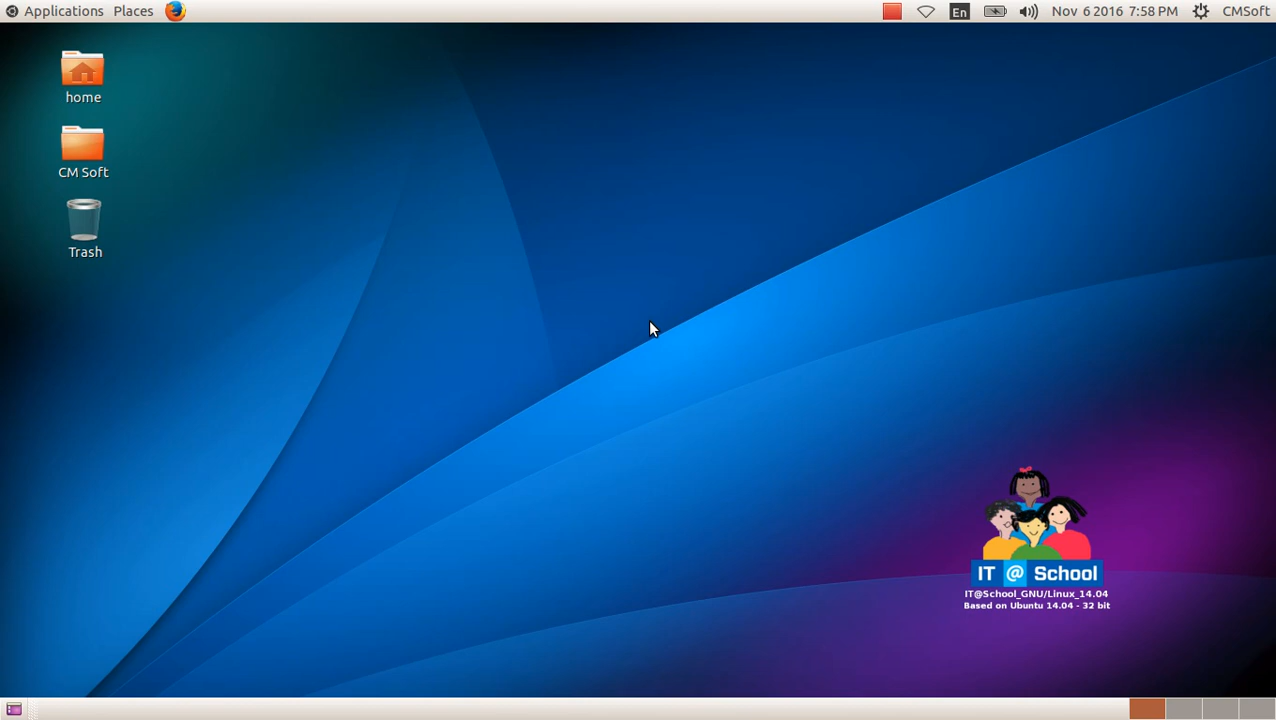 Applications Places En Nov 6 2016 7:58 PM CMSoft
home
CM Soft
Trash
IT @ School
IT@School_GNU/Linux_14.04
Based on Ubuntu 14.04 - 32 bit